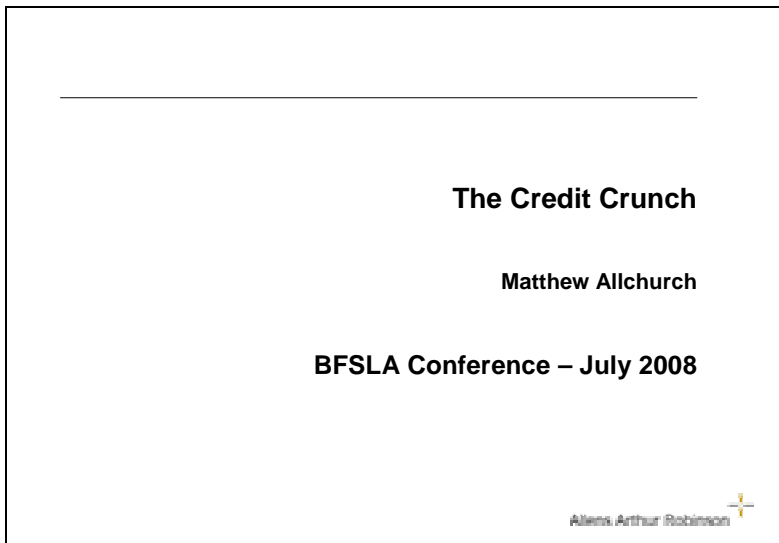 The Credit Crunch
Matthew Allchurch
BFSLA Conference – July 2008
Allens Arthur Robinson